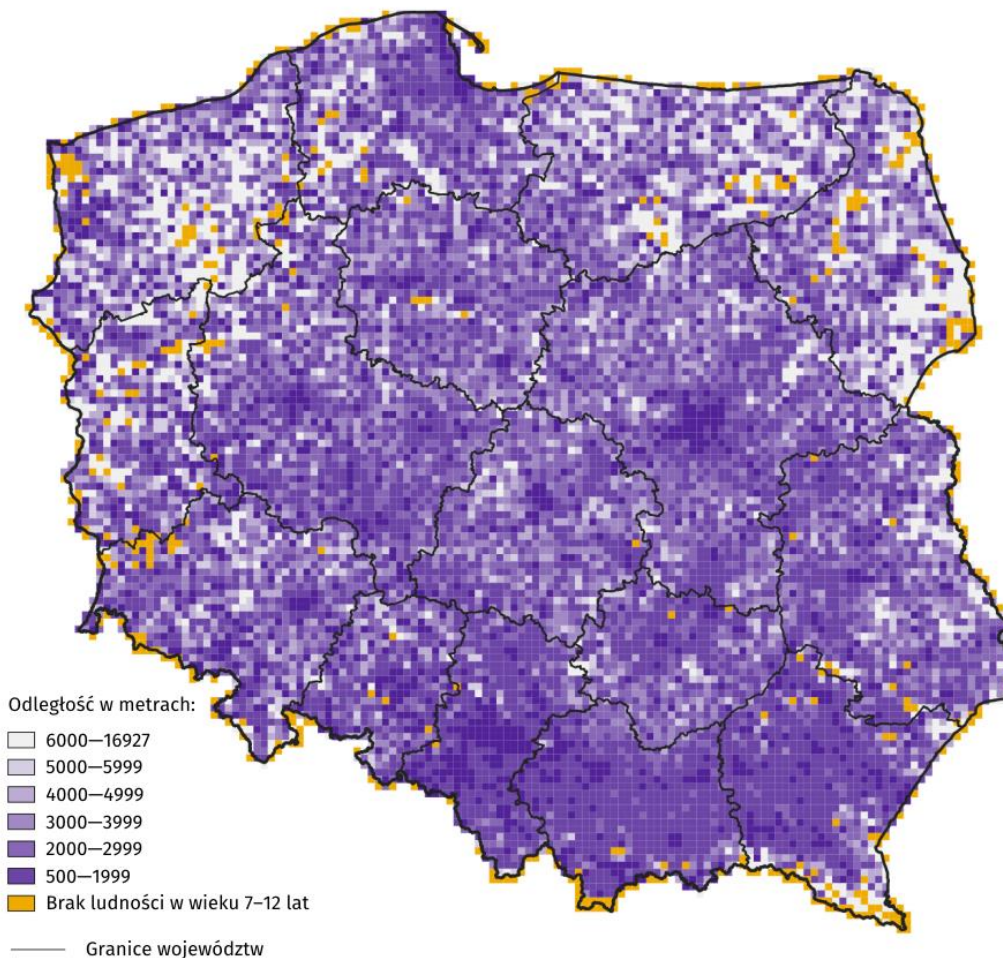 Odległość w metrach:
6000—16927
5000—5999
4000—4999
3000—3999
2000—2999
500—1999
Brak ludności w wieku 7–12 lat
Granice województw